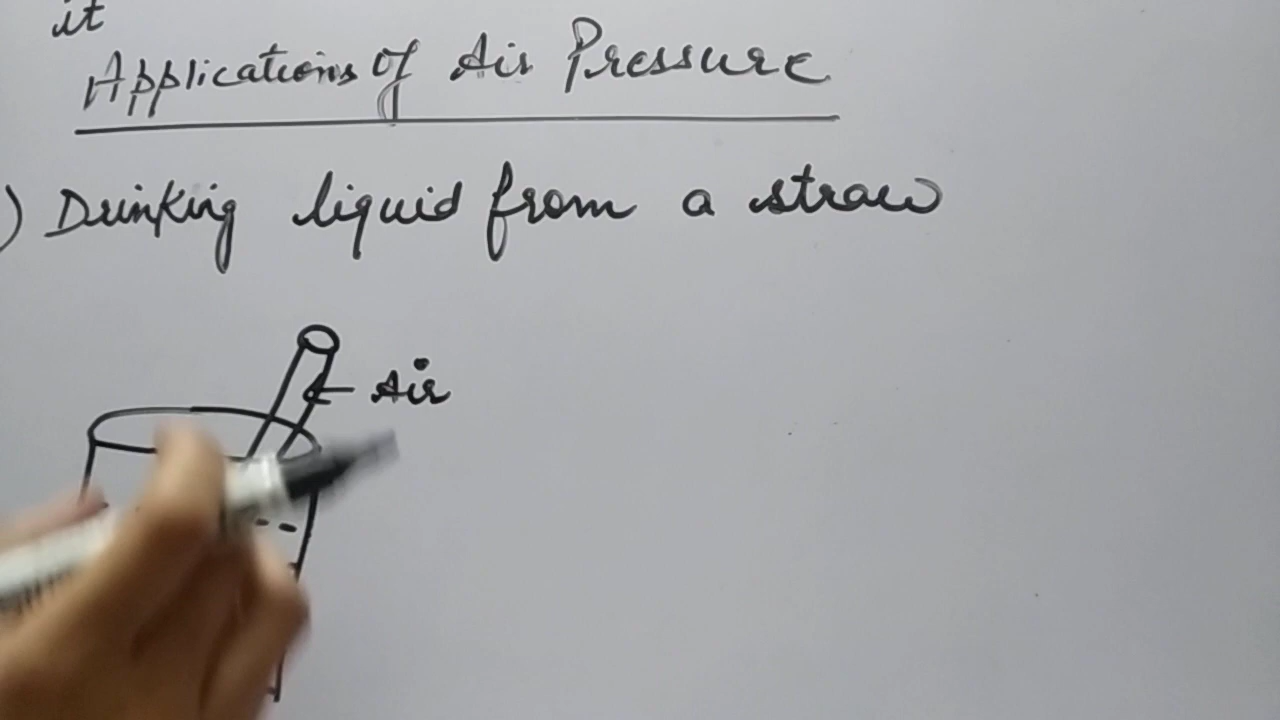 it
Applications of Air Pressure
) Drinking liquid from a straw
Air